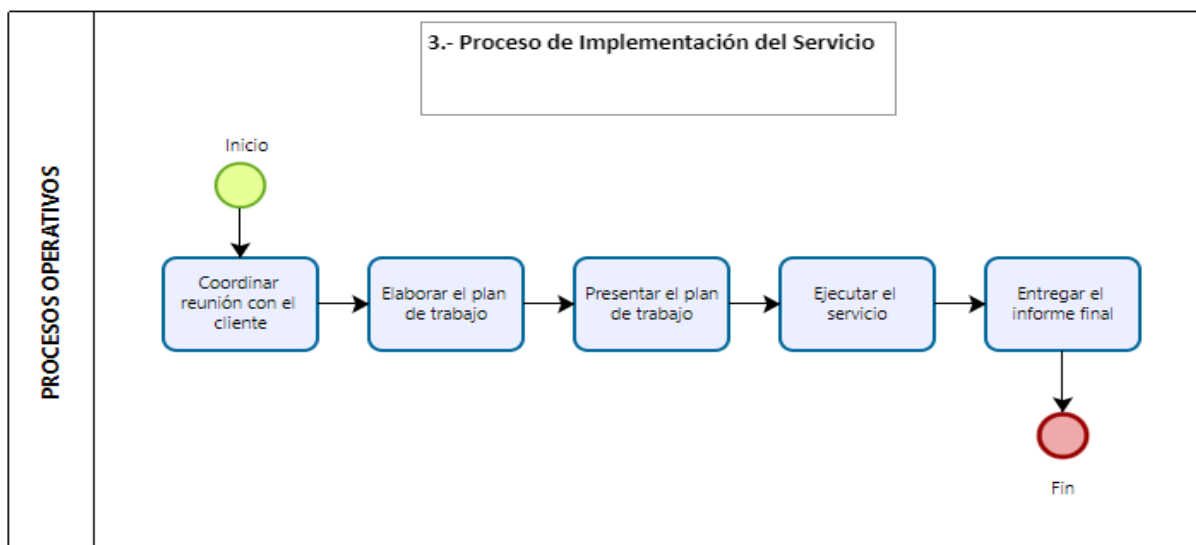 3.- Proceso de Implementación del Servicio
PROCESOS OPERATIVOS
Inicio
Coordinar
reunión con el
cliente
Elaborar el plan
de trabajo
Presentar el plan
de trabajo
Ejecutar el
servicio
Entregar el
informe final
Fin